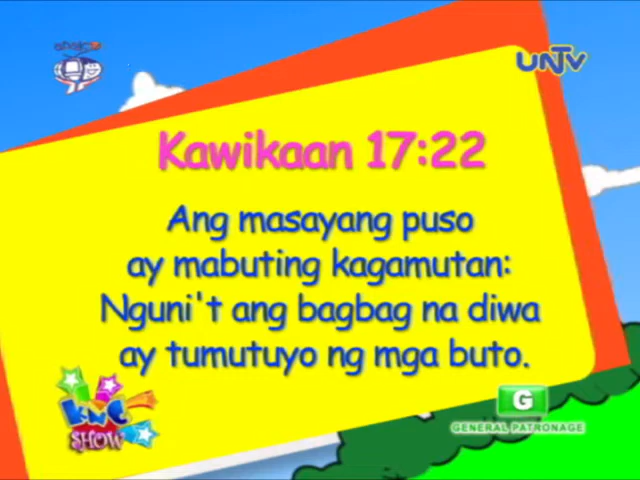 UNTV
Kawikaan 17:22
Ang masayang puso
ay mabuting kagamutan:
Nguni't ang bagbag na diwa
ay tumutuyo ng mga buto.
KNC
SHOW
G
GENERAL PATRONAGE